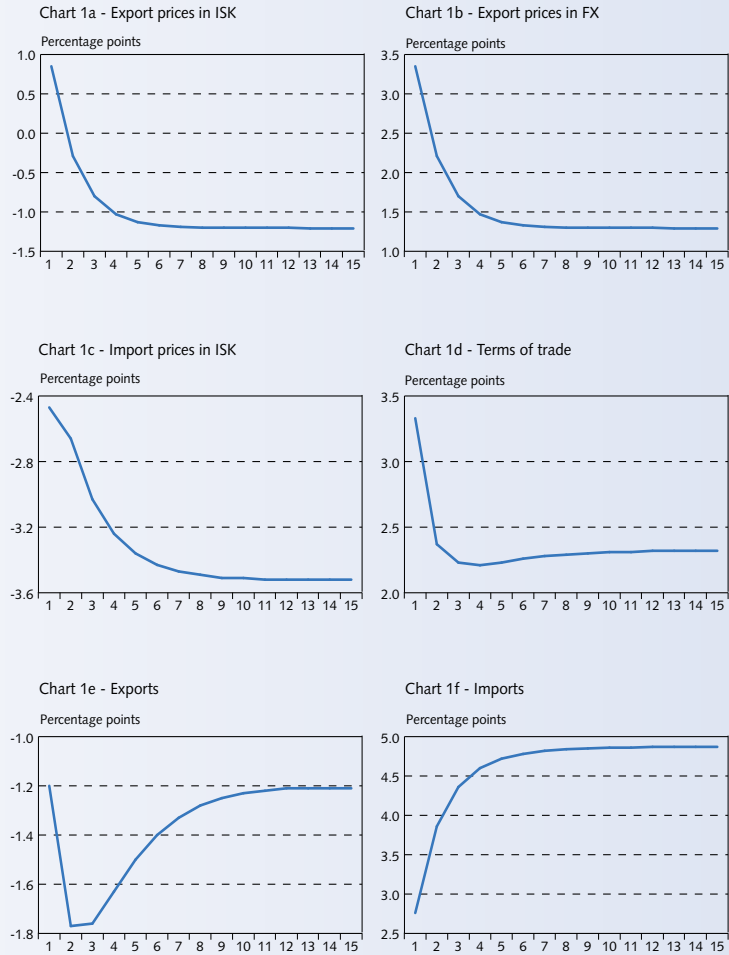 Chart 1a - Export prices in ISK
Percentage points
1.0
0.5
0.0
-0.5
-1.0
-1.5
1 2 3 4 5 6 7 8 9 10 11 12 13 14 15
Chart 1b - Export prices in FX
Percentage points
3.5
3.0
2.5
2.0
1.5
1.0
1 2 3 4 5 6 7 8 9 10 11 12 13 14 15
Chart 1c - Import prices in ISK
Percentage points
-2.4
-2.8
-3.2
-3.6
1 2 3 4 5 6 7 8 9 10 11 12 13 14 15
Chart 1d - Terms of trade
Percentage points
3.5
3.0
2.5
2.0
1 2 3 4 5 6 7 8 9 10 11 12 13 14 15
Chart 1e - Exports
Percentage points
-1.0
-1.2
-1.4
-1.6
-1.8
1 2 3 4 5 6 7 8 9 10 11 12 13 14 15
Chart 1f - Imports
Percentage points
5.0
4.5
4.0
3.5
3.0
2.5
1 2 3 4 5 6 7 8 9 10 11 12 13 14 15